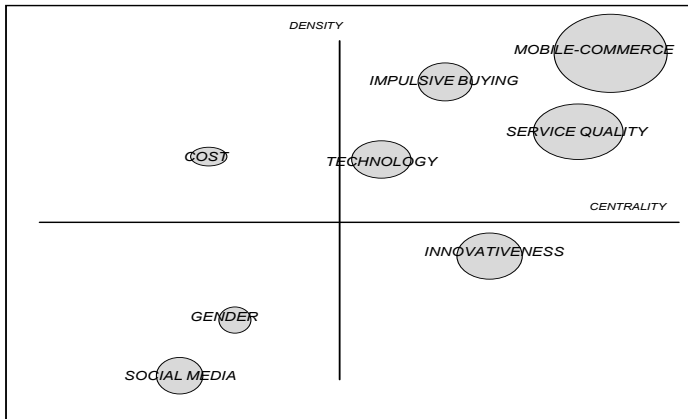 DENSITY
MOBILE-COMMERCE
IMPULSIVE BUYING
SERVICE QUALITY
COST
TECHNOLOGY
CENTRALITY
INNOVATIVENESS
GENDER
SOCIAL MEDIA